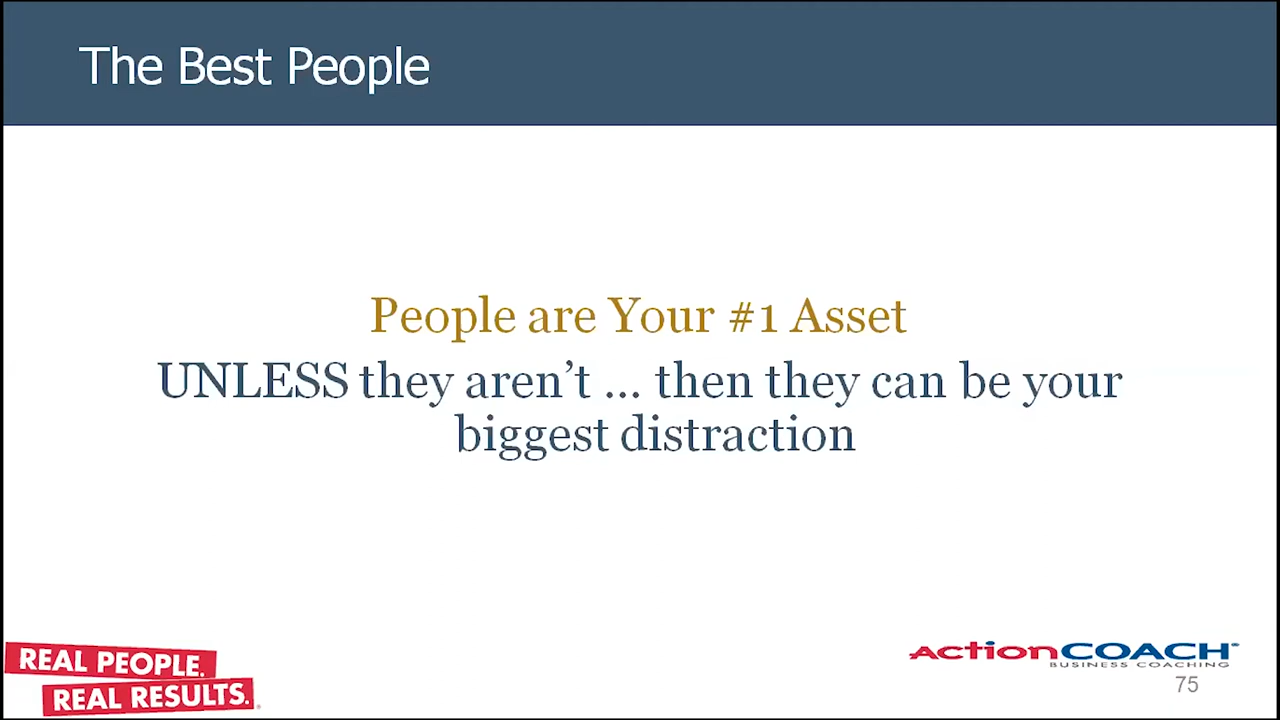 The Best People
People are Your #1 Asset
UNLESS they aren’t ... then they can be your
biggest distraction
REAL PEOPLE.
REAL RESULTS.
ActionCOACH
BUSINESS COACHING
75